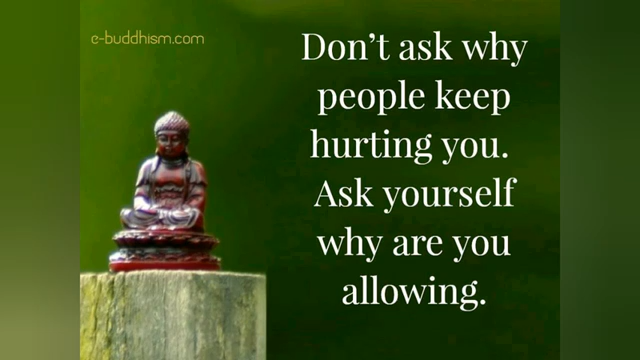 e-buddhism.com
Don’t ask why
people keep
hurting you.
Ask yourself
why are you
allowing.